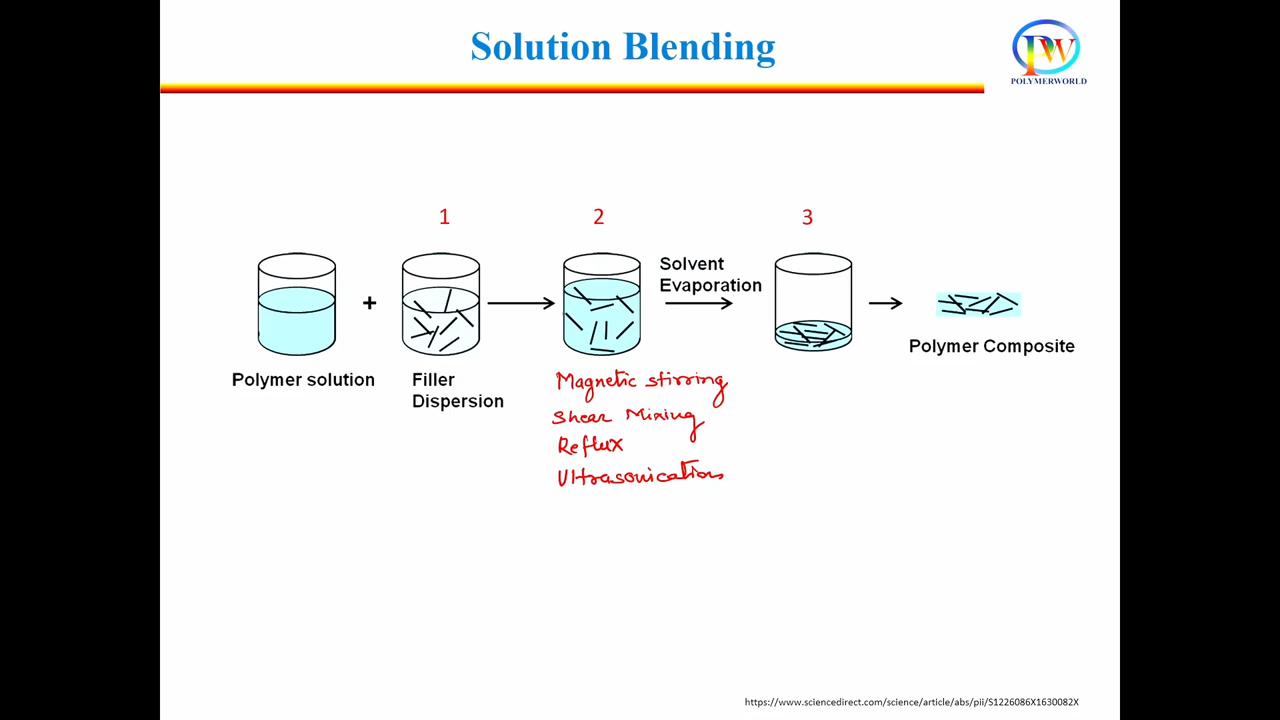 Solution Blending
PW
POLYMERWORLD
1
2
3
+
Solvent
Evaporation
Polymer solution
Filler
Dispersion
Polymer Composite
Magnetic stirring
Shear Mixing
Reflux
Ultrasonication
https://www.sciencedirect.com/science/article/abs/pii/S1226086X1630082X